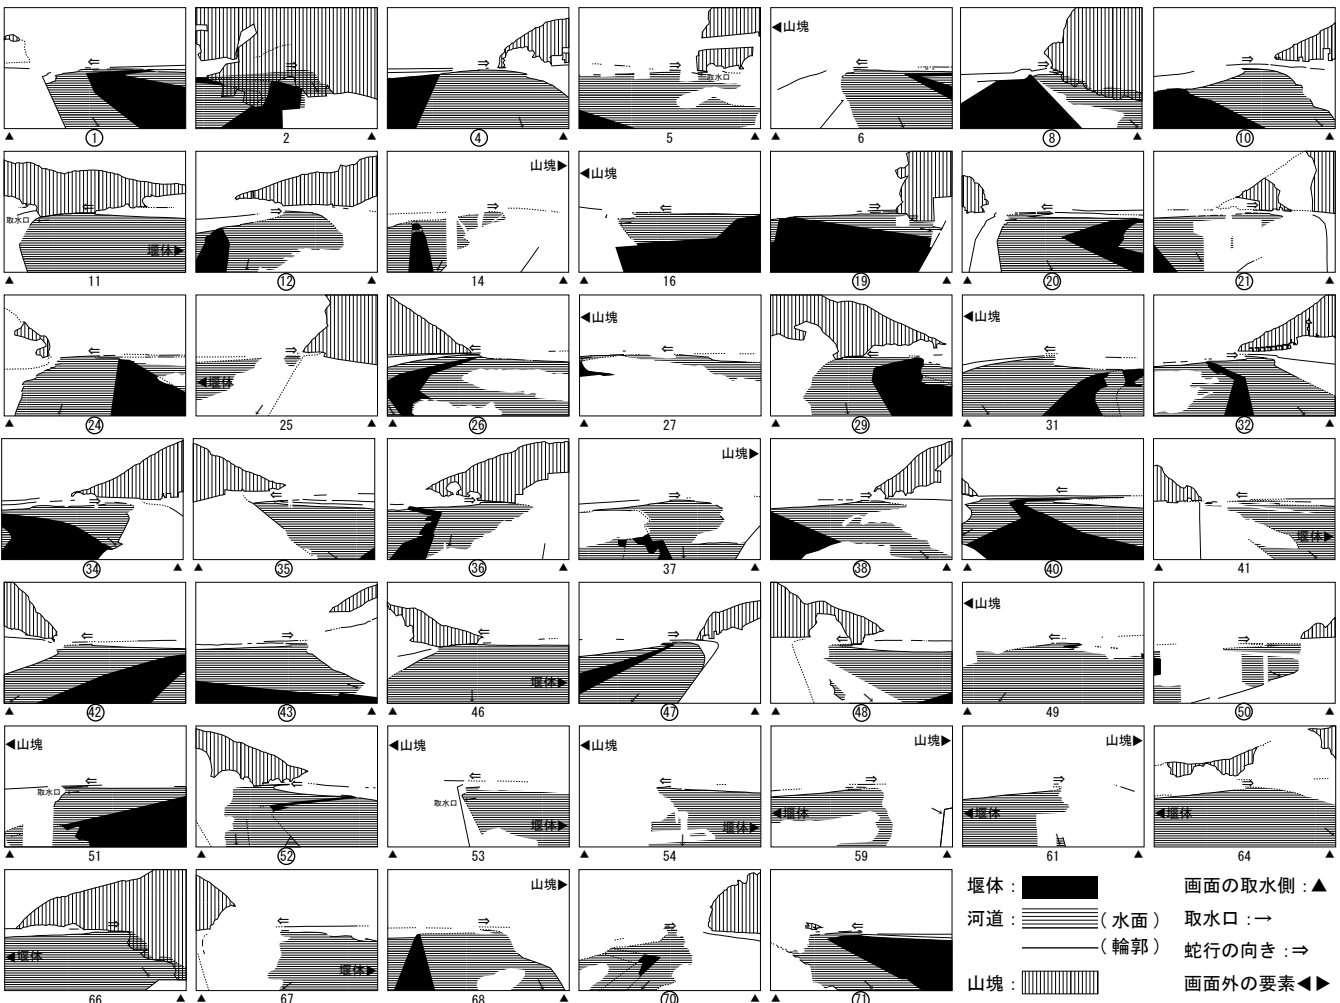 ⇐
▲ ① 
⇒
2 ▲
⇒
④ ▲
⇒
取水口
5 ▲
◀山塊
⇐
▲ 6
⇒
⑧ ▲
⇒
⑩ ▲
取水口
⇐
堰体▶
▲ 11
⇒
⑫ ▲
山塊▶
⇒
14 ▲
◀山塊
⇐
▲ 16
⇒
⑲ ▲
⇐
▲ ⑳
⇒
㉑ ▲
⇐
▲ ㉔
⇒
◀堰体
25 ▲
⇐
▲ ㉖
◀山塊
⇐
▲ 27
⇐
▲ ㉙
◀山塊
⇐
▲ 31
⇒
㉜ ▲
⇒
㉞ ▲
⇐
▲ ㉟
⇒
㊱ ▲
山塊▶
⇒
37 ▲
⇒
㊳ ▲
⇐
▲ ㊵
⇐
堰体▶
▲ 41
⇐
▲ ㊷
⇒
㊸ ▲
⇐
堰体▶
▲ 46
⇒
㊼ ▲
⇐
▲ ㊽
◀山塊
⇐
▲ 49
⇒
㊿ ▲
◀山塊
⇐
取水口
▲ 51
⇐
▲ 52
◀山塊
⇐
取水口
堰体▶
▲ 53
◀山塊
⇐
堰体▶
▲ 54
山塊▶
⇒
◀堰体
59 ▲
山塊▶
⇒
◀堰体
61 ▲
⇒
◀堰体
64 ▲
⇒
◀堰体
66 ▲
⇐
堰体▶
▲ 67
山塊▶
⇒
68 ▲
⇒
70 ▲
⇐
▲ 71
堰体：
河道：（水面）
（輪郭）
山塊：
画面の取水側：▲
取水口：→
蛇行の向き：⇒
画面外の要素◀▶